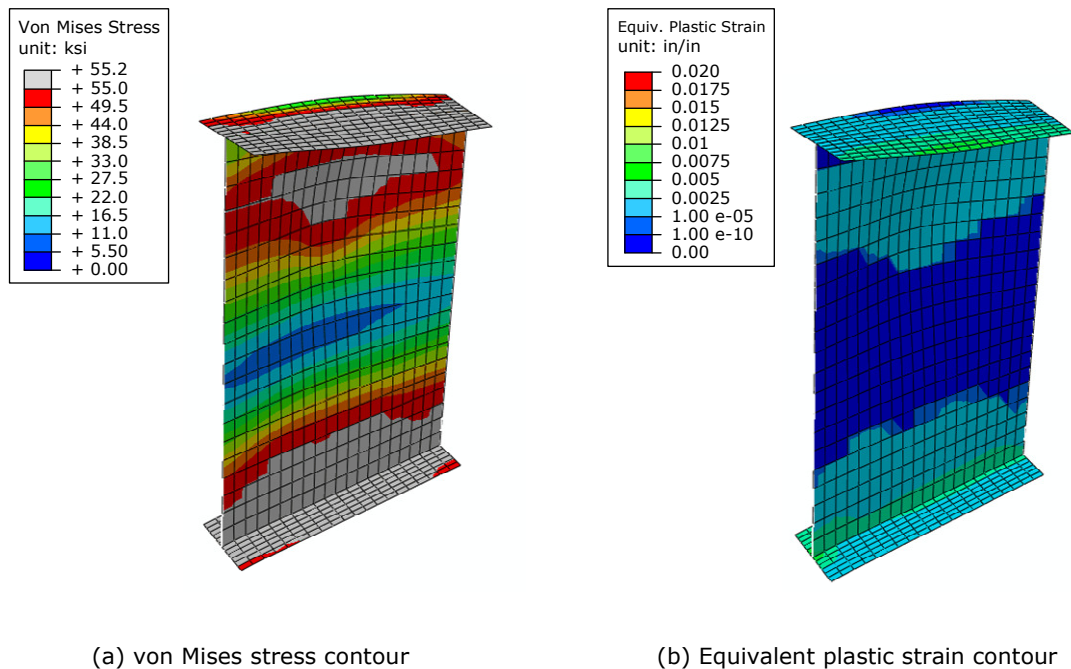 Von Mises Stress
unit: ksi
+ 55.2
+ 55.0
+ 49.5
+ 44.0
+ 38.5
+ 33.0
+ 27.5
+ 22.0
+ 16.5
+ 11.0
+ 5.50
+ 0.00
Equiv. Plastic Strain
unit: in/in
0.020
0.0175
0.015
0.0125
0.01
0.0075
0.005
0.0025
1.00 e-05
1.00 e-10
0.00
(a) von Mises stress contour
(b) Equivalent plastic strain contour